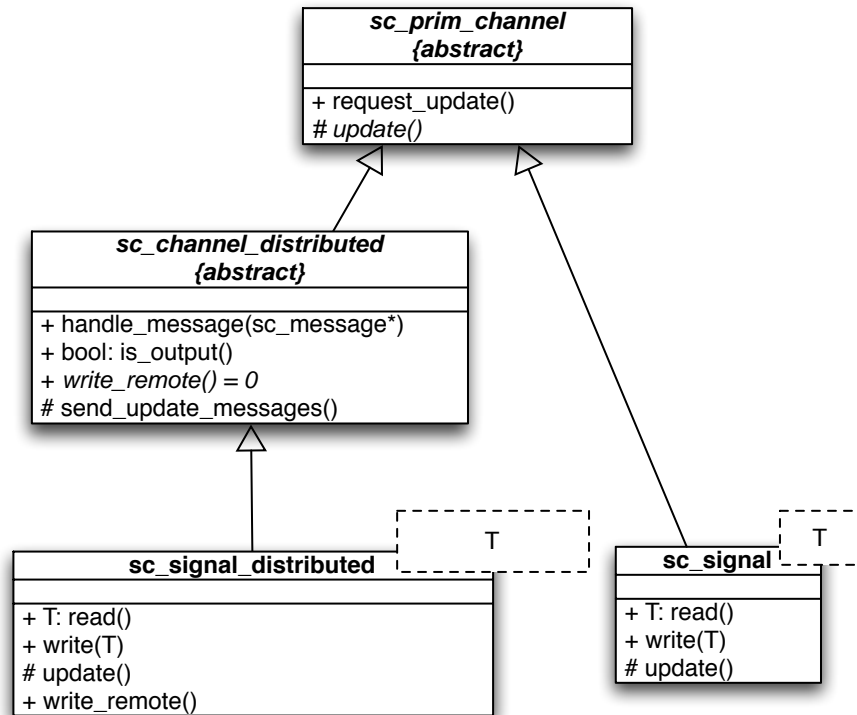 sc_prim_channel
{abstract}
+ request_update()
# update()
sc_channel_distributed
{abstract}
+ handle_message(sc_message*)
+ bool: is_output()
+ write_remote() = 0
# send_update_messages()
T
sc_signal_distributed
+ T: read()
+ write(T)
# update()
+ write_remote()
T
sc_signal
+ T: read()
+ write(T)
# update()